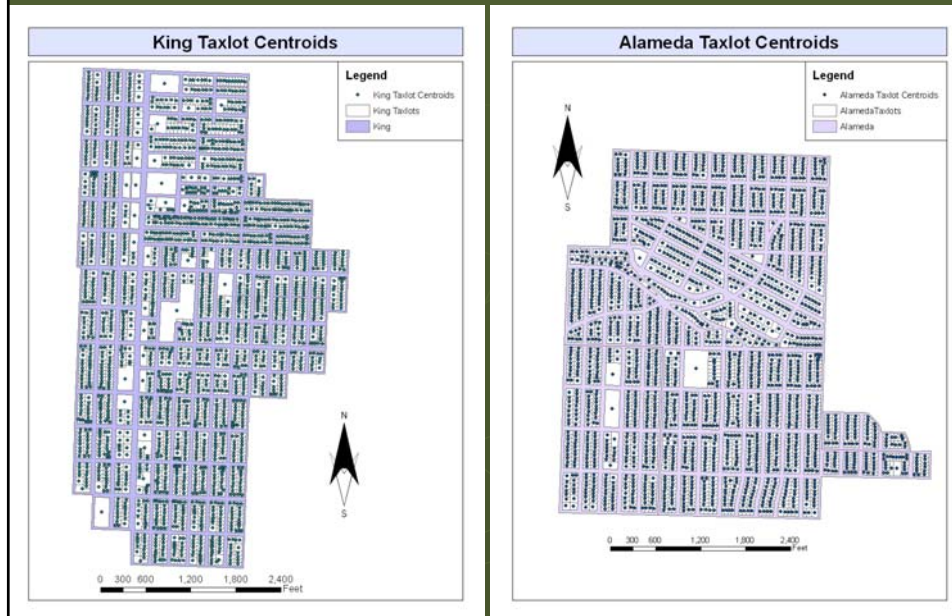 King Taxlot Centroids
Legend
King Taxlot Centroids
King Taxlots
King
N
S
0 300 600 1,200 1,800 2,400
Feet
Alameda Taxlot Centroids
Legend
Alameda Taxlot Centroids
AlamedaTaxlots
Alameda
N
S
0 300 600 1,200 1,800 2,400
Feet